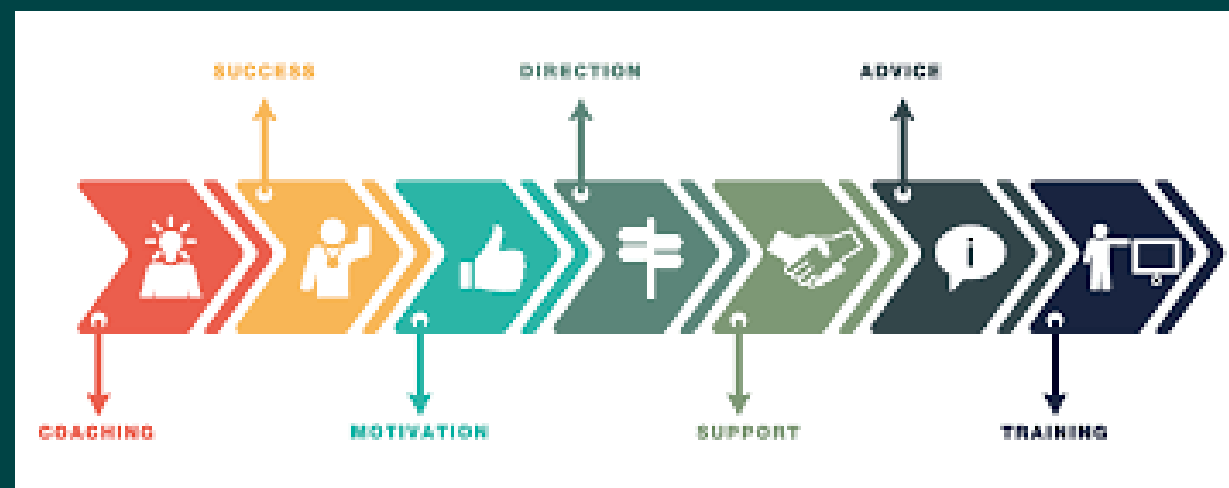 SUCCESS DIRECTION ADVICE
i
COACHING MOTIVATION SUPPORT TRAINING